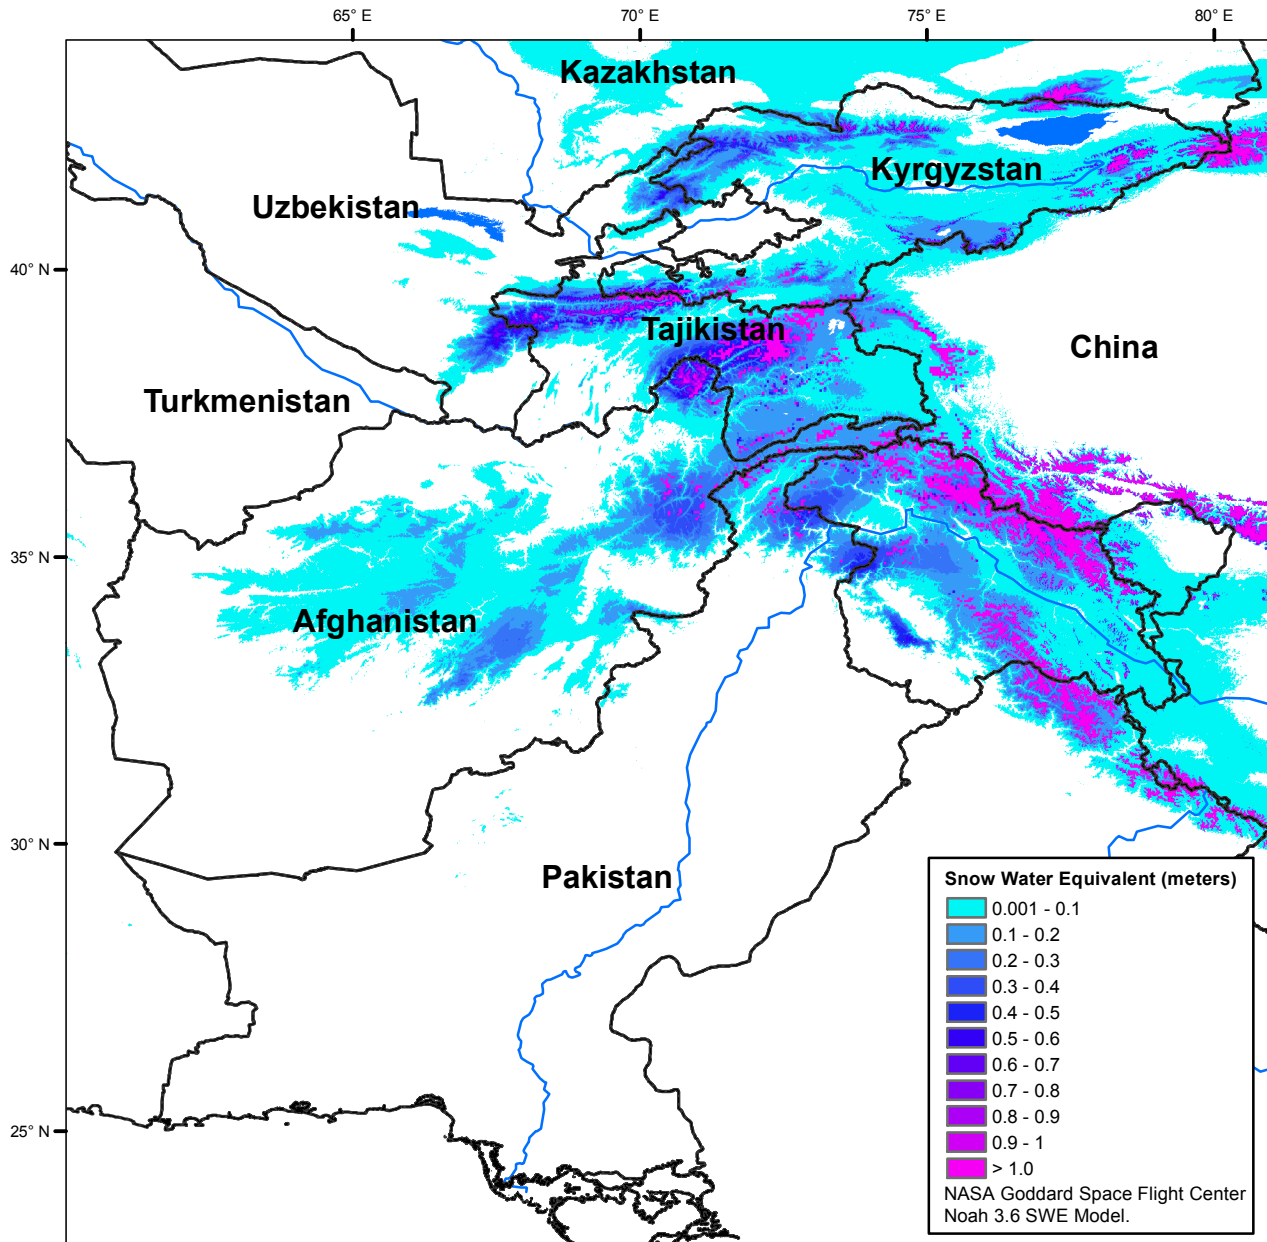 65° E
70° E
75° E
80° E
Kazakhstan
Kyrgyzstan
Uzbekistan
40° N
Tajikistan
China
Turkmenistan
35° N
Afghanistan
30° N
Pakistan
25° N
Snow Water Equivalent (meters)
0.001 - 0.1
0.1 - 0.2
0.2 - 0.3
0.3 - 0.4
0.4 - 0.5
0.5 - 0.6
0.6 - 0.7
0.7 - 0.8
0.8 - 0.9
0.9 - 1
> 1.0
NASA Goddard Space Flight Center
Noah 3.6 SWE Model.